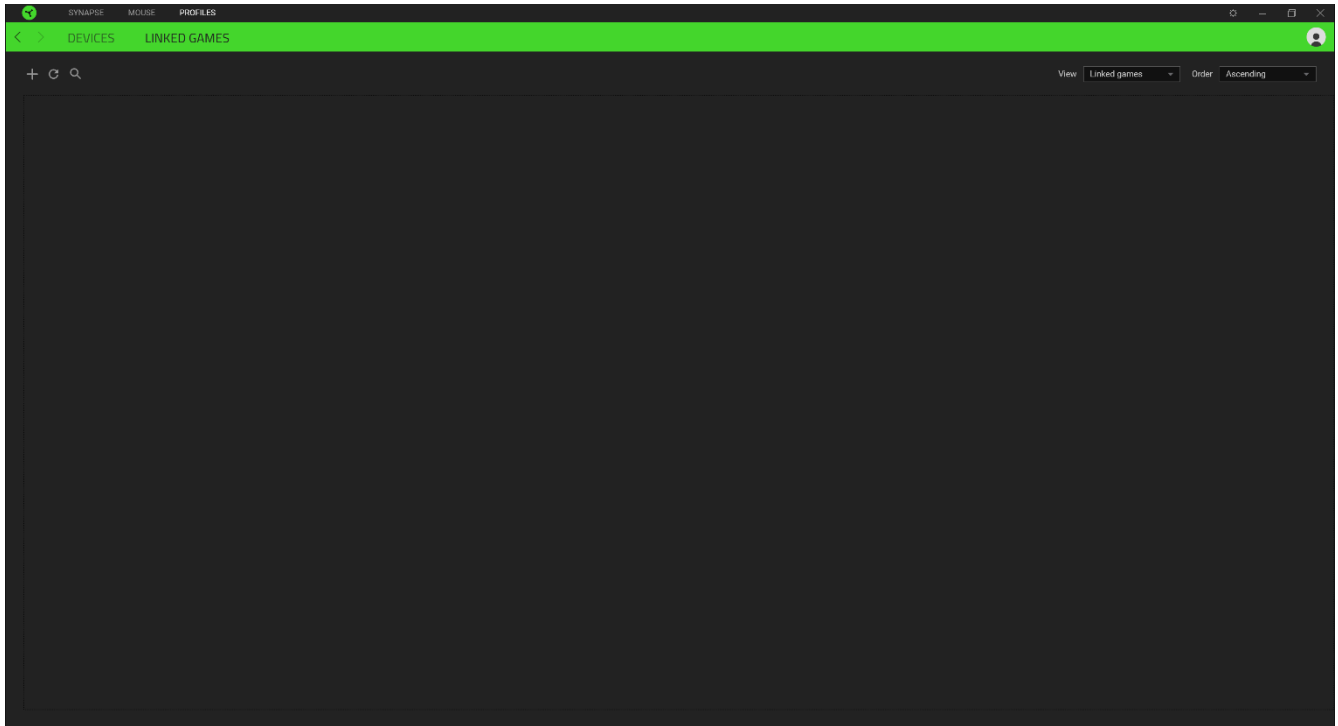 SYNAPSE MOUSE PROFILES
DEVICES LINKED GAMES
View Linked games Order Ascending